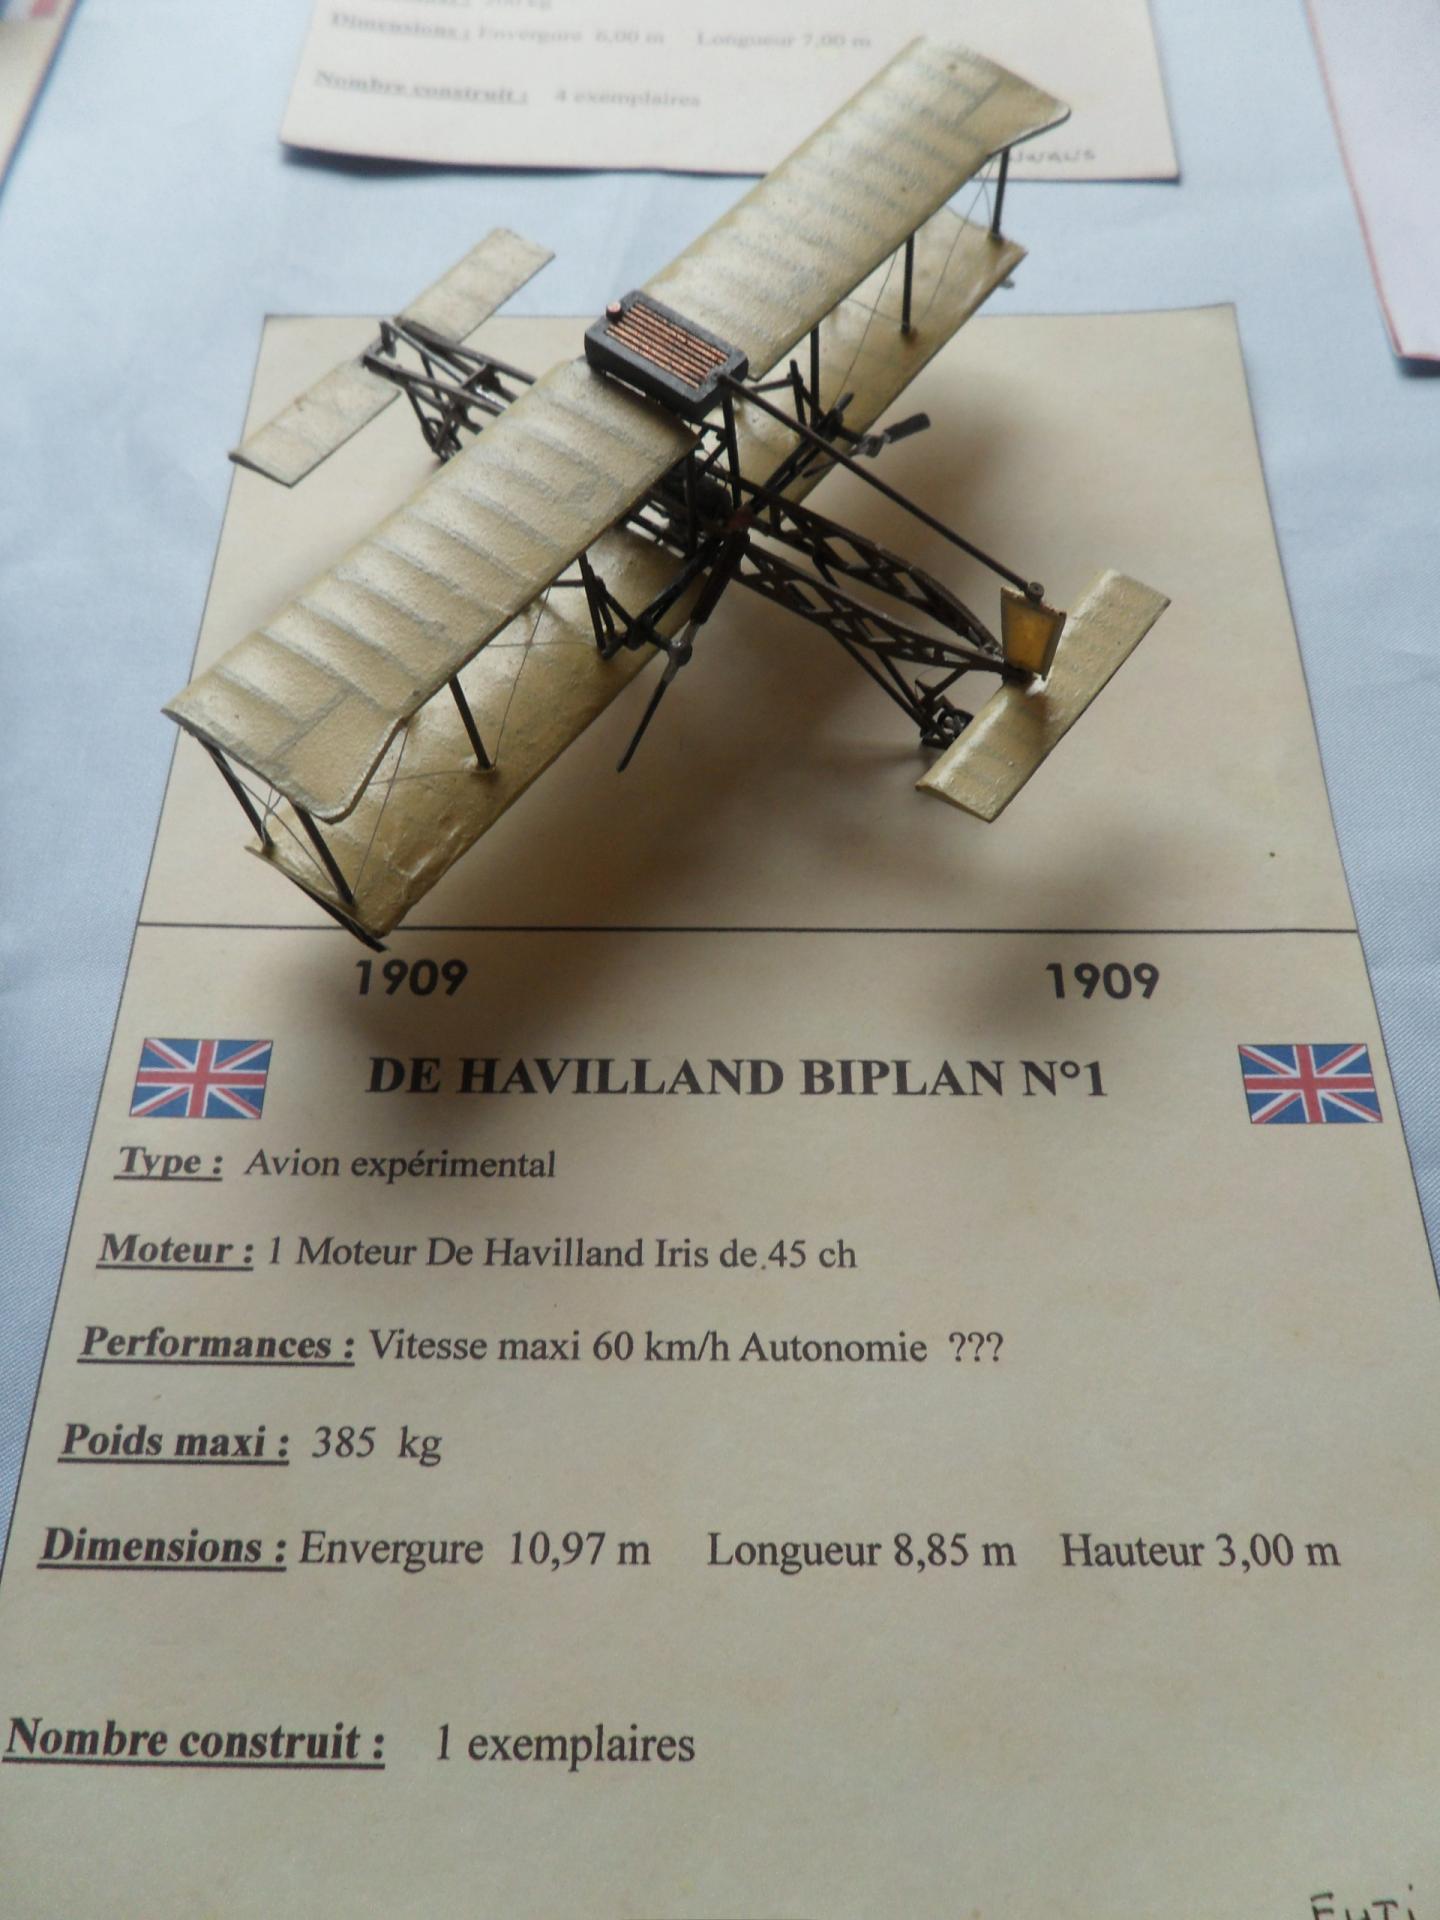 Dimensions : Envergure 6,00 m Longueur 7,00 m
Nombre construit : 4 exemplaires
1909 1909
DE HAVILLAND BIPLAN N°1
Type : Avion expérimental
Moteur : 1 Moteur De Havilland Iris de.45 ch
Performances : Vitesse maxi 60 km/h Autonomie ???
Poids maxi : 385 kg
Dimensions : Envergure 10,97 m Longueur 8,85 m Hauteur 3,00 m
Nombre construit : 1 exemplaires